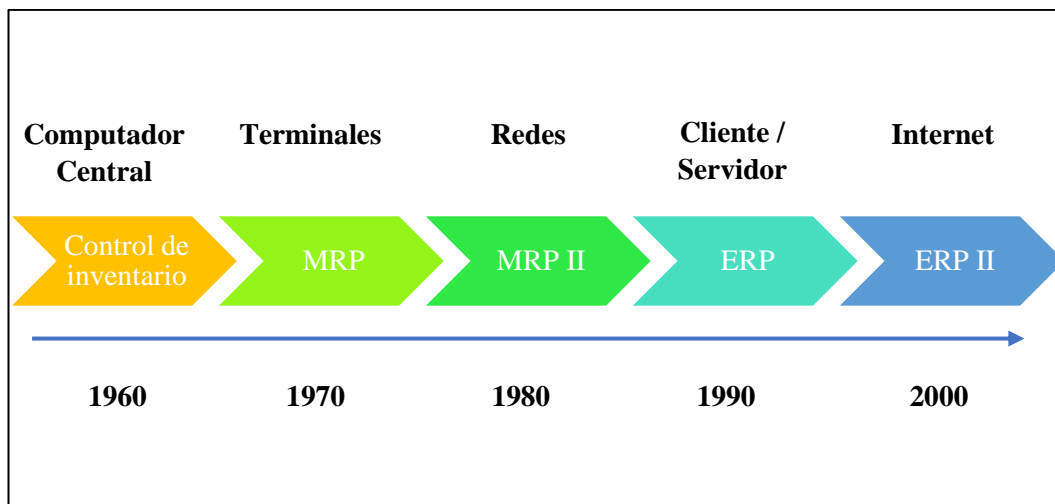 Computador
Central
Terminales
Redes
Cliente /
Servidor
Internet
Control de
inventario
MRP
MRP II
ERP
ERP II
1960
1970
1980
1990
2000